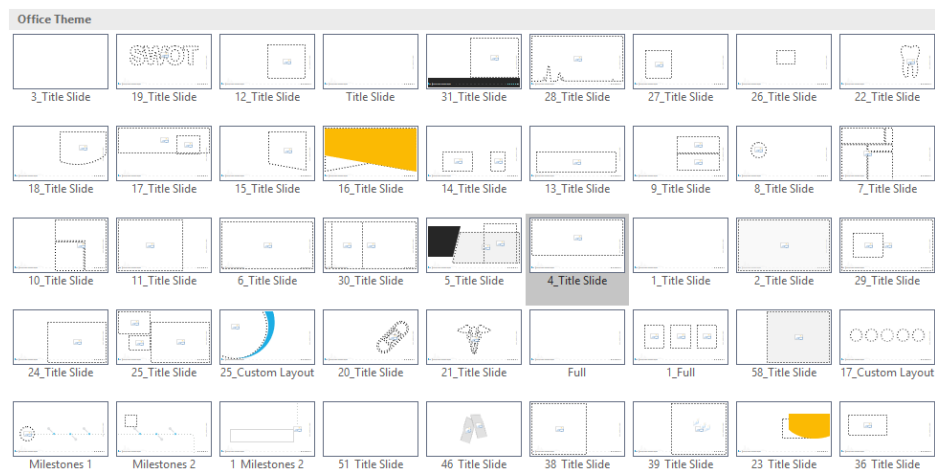 Office Theme
3_Title Slide 19_Title Slide 12_Title Slide Title Slide 31_Title Slide 28_Title Slide 27_Title Slide 26_Title Slide 22_Title Slide
SWOT
18_Title Slide 17_Title Slide 15_Title Slide 16_Title Slide 14_Title Slide 13_Title Slide 9_Title Slide 8_Title Slide 7_Title Slide
10_Title Slide 11_Title Slide 6_Title Slide 30_Title Slide 5_Title Slide 4_Title Slide 1_Title Slide 2_Title Slide 29_Title Slide
24_Title Slide 25_Title Slide 25_Custom Layout 20_Title Slide 21_Title Slide Full 1_Full 58_Title Slide 17_Custom Layout
Milestones 1 Milestones 2 1_Milestones 2 51_Title Slide 46_Title Slide 38_Title Slide 39_Title Slide 23_Title Slide 36_Title Slide